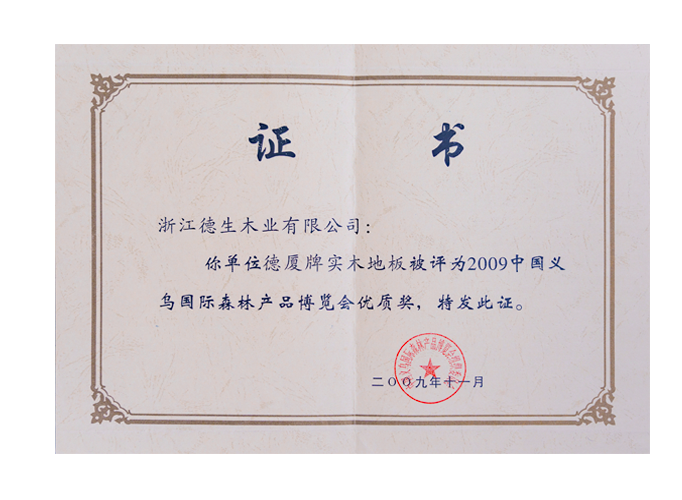 证 书
浙江德生木业有限公司：
你单位德厦牌实木地板被评为2009中国义
乌国际森林产品博览会优质奖，特发此证。
二〇〇九年十一月